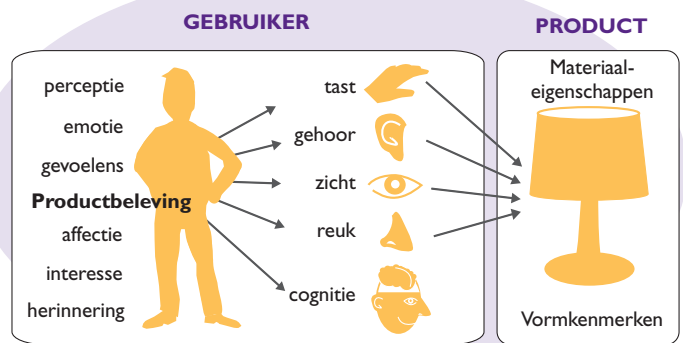 GEBRUIKER
perceptie
emotie
gevoelens
Productbeleving
affectie
interesse
herinnering
tast
gehoor
zicht
reuk
cognitie
PRODUCT
Materiaal-
eigenschappen
Vormkenmerken